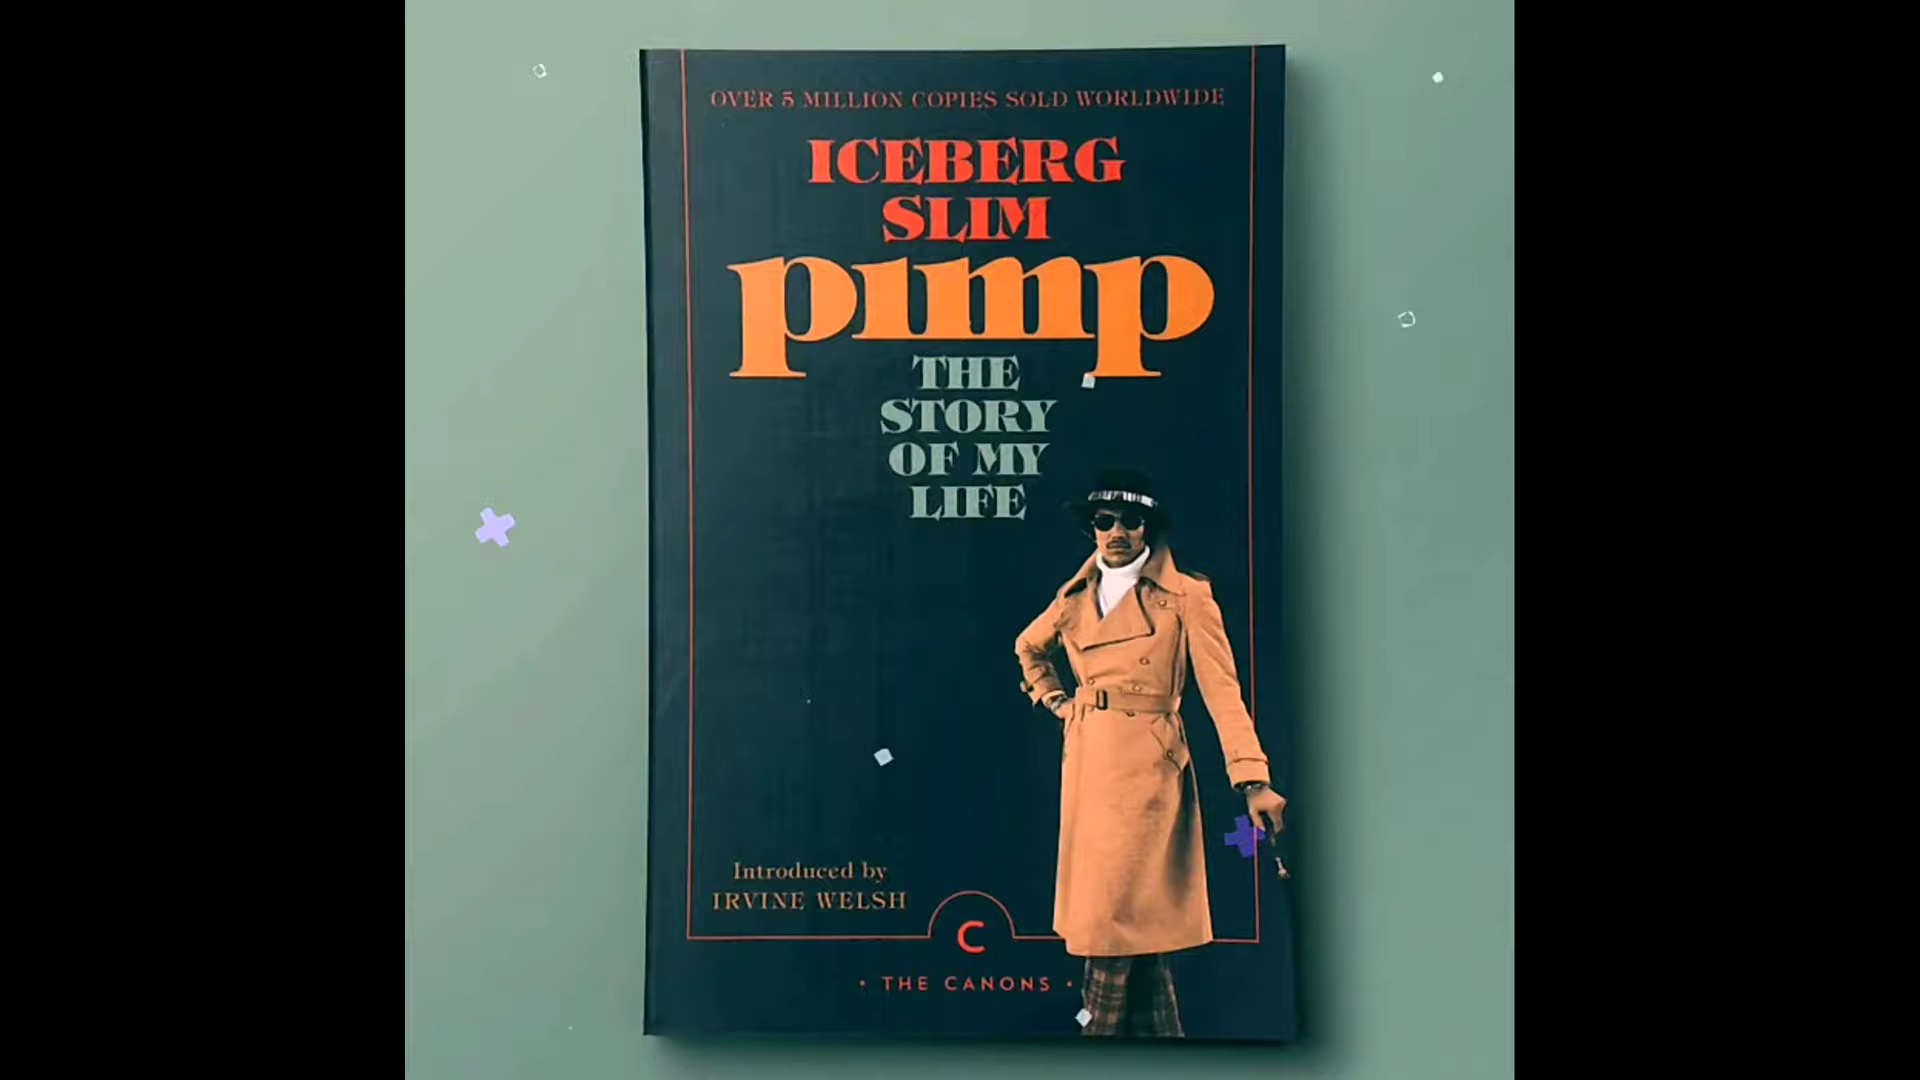 OVER 5 MILLION COPIES SOLD WORLDWIDE
ICEBERG
SLIM
pimp
THE
STORY
OF MY
LIFE
Introduced by
IRVINE WELSH
C
• THE CANONS •